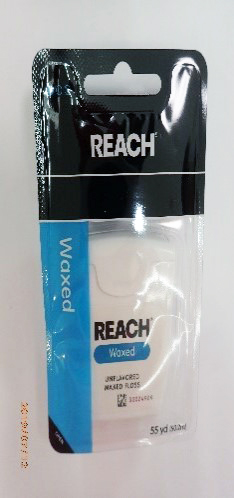 REACH®
Waxed
REACH®
Waxed
UNFLAVORED
WAXED FLOSS
55 yd (50.2m)